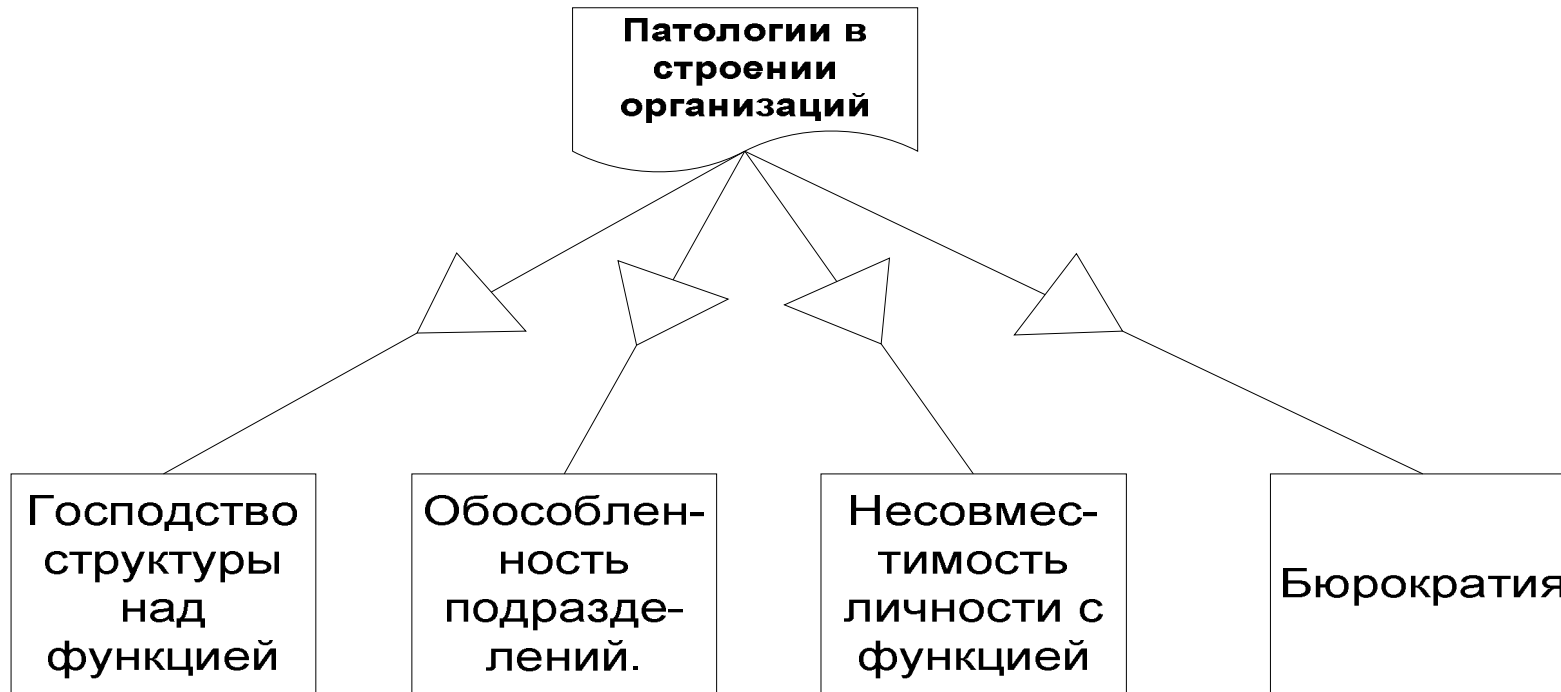 Патологии в
строении
организаций
Господство
структуры
над
функцией
Обособлен-
ность
подразде-
лений.
Несовмес-
тимость
личности с
функцией
Бюрократия